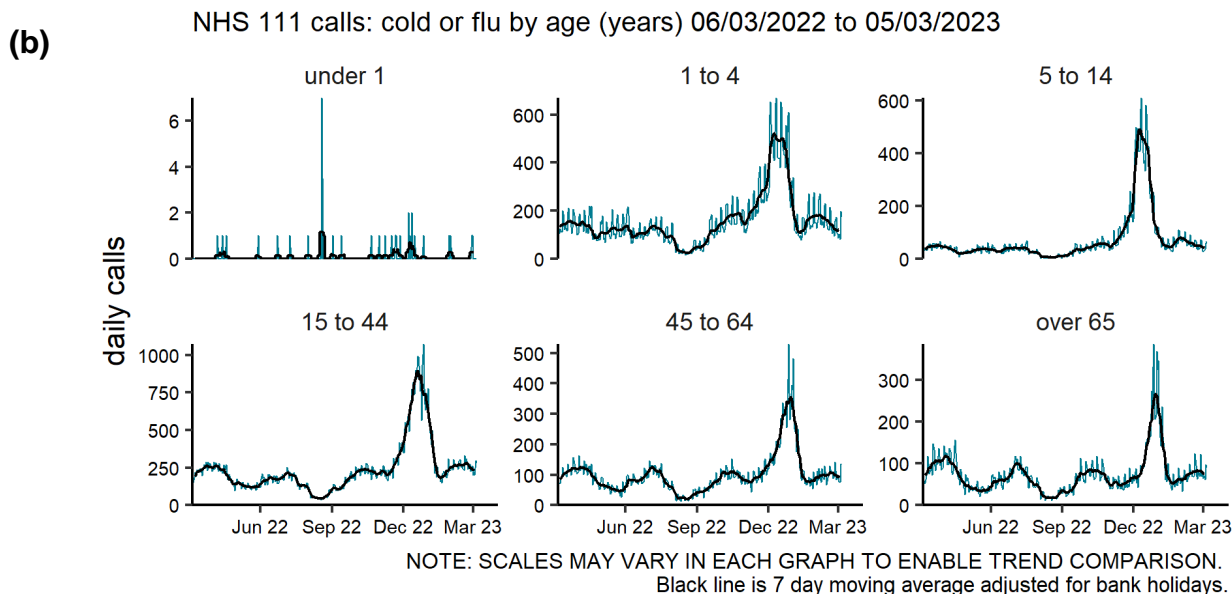 (b)
NHS 111 calls: cold or flu by age (years) 06/03/2022 to 05/03/2023
daily calls
under 1
6
4
2
0
1 to 4
600
400
200
0
5 to 14
600
400
200
0
15 to 44
1000
750
500
250
0
Jun 22 Sep 22 Dec 22 Mar 23
45 to 64
500
400
300
200
100
0
Jun 22 Sep 22 Dec 22 Mar 23
over 65
300
200
100
0
Jun 22 Sep 22 Dec 22 Mar 23
NOTE: SCALES MAY VARY IN EACH GRAPH TO ENABLE TREND COMPARISON.
Black line is 7 day moving average adjusted for bank holidays.